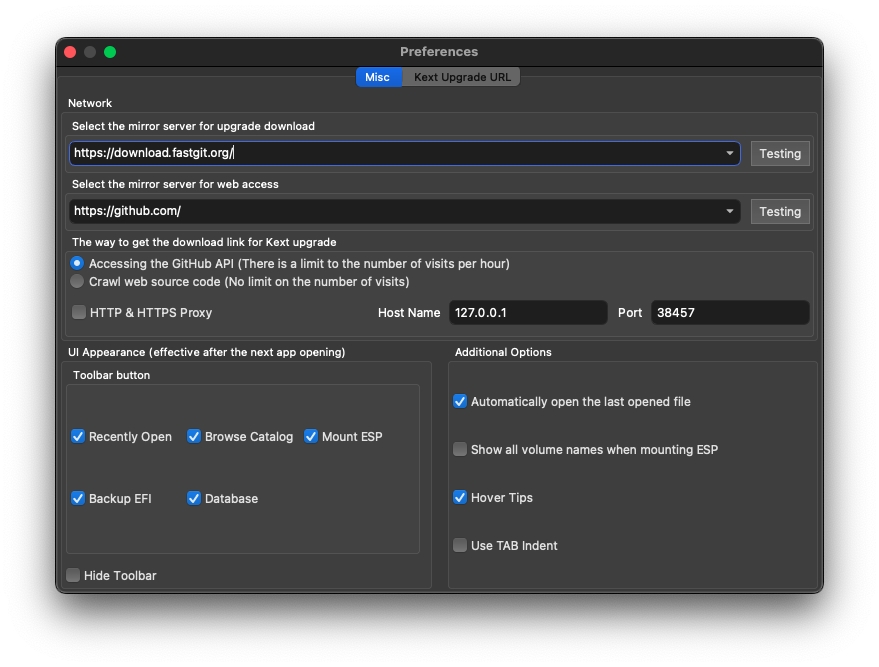 Preferences
Misc Kext Upgrade URL
Network
Select the mirror server for upgrade download
https://download.fastgit.org/ Testing
Select the mirror server for web access
https://github.com/ Testing
The way to get the download link for Kext upgrade
Accessing the GitHub API (There is a limit to the number of visits per hour)
Crawl web source code (No limit on the number of visits)
HTTP & HTTPS Proxy Host Name 127.0.0.1 Port 38457
UI Appearance (effective after the next app opening)
Toolbar button
Recently Open Browse Catalog Mount ESP
Backup EFI Database
Hide Toolbar
Additional Options
Automatically open the last opened file
Show all volume names when mounting ESP
Hover Tips
Use TAB Indent